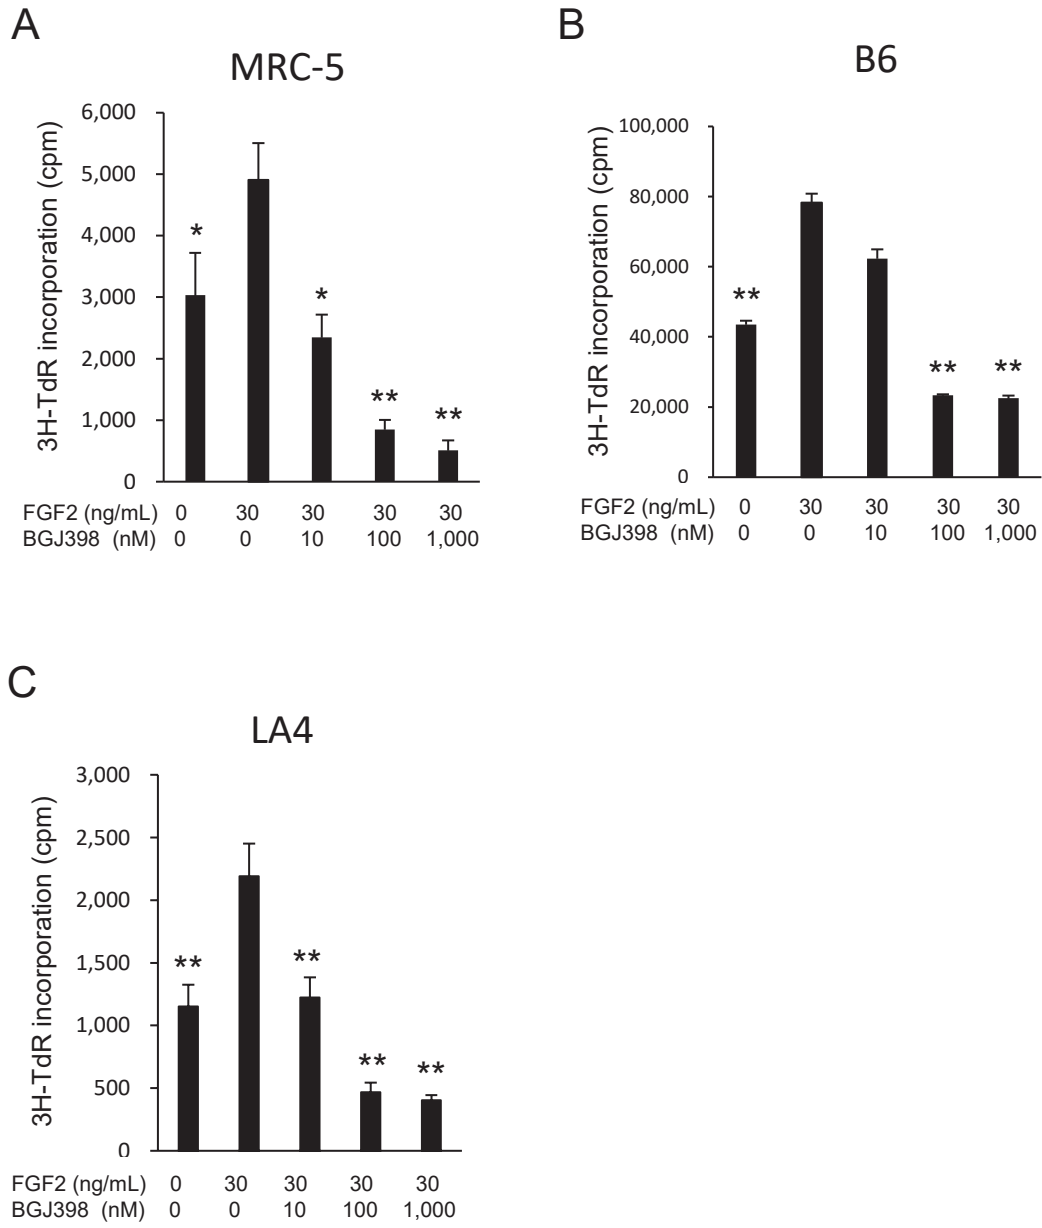 A
MRC-5
3H-TdR incorporation (cpm)
6,000
5,000
4,000
3,000
2,000
1,000
0
*
*
**
**
FGF2 (ng/mL) 0 30 30 30 30
BGJ398 (nM) 0 0 10 100 1,000
B
B6
3H-TdR incorporation (cpm)
100,000
80,000
60,000
40,000
20,000
0
**
**
**
FGF2 (ng/mL) 0 30 30 30 30
BGJ398 (nM) 0 0 10 100 1,000
C
LA4
3H-TdR incorporation (cpm)
3,000
2,500
2,000
1,500
1,000
500
0
**
**
**
**
FGF2 (ng/mL) 0 30 30 30 30
BGJ398 (nM) 0 0 10 100 1,000